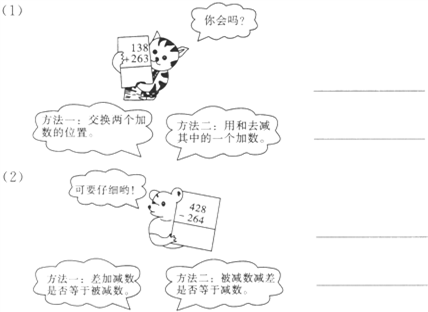 (1)
你会吗?
138
+263
方法一：交换两个加
数的位置。
方法二：用和去减
其中的一个加数。
(2)
可要仔细哟!
428
-264
方法一：差加减数
是否等于被减数。
方法二：被减数减差
是否等于减数。